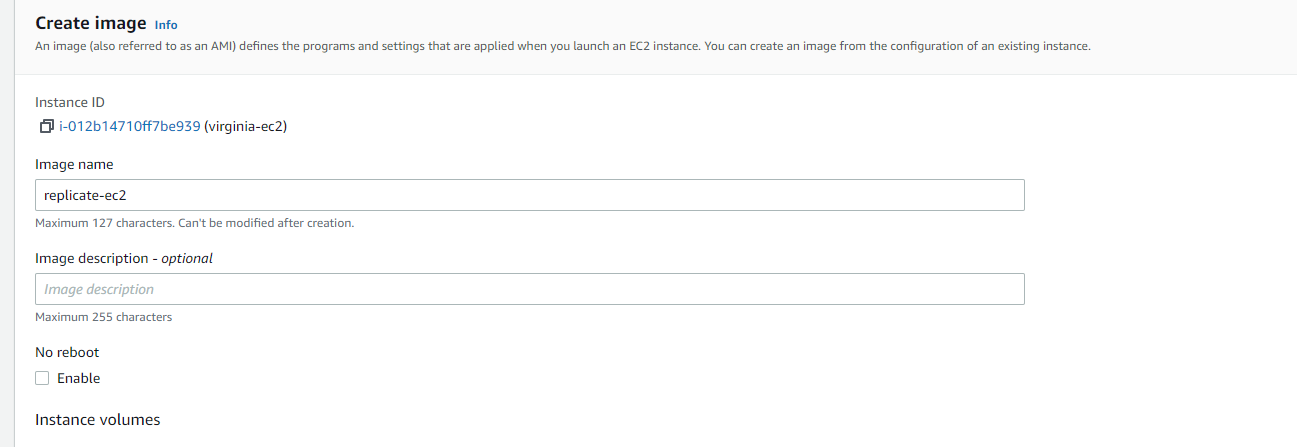 Create image Info
An image (also referred to as an AMI) defines the programs and settings that are applied when you launch an EC2 instance. You can create an image from the configuration of an existing instance.
Instance ID
i-012b14710ff7be939 (virginia-ec2)
Image name
replicate-ec2
Maximum 127 characters. Can't be modified after creation.
Image description - optional
Image description
Maximum 255 characters
No reboot
Enable
Instance volumes